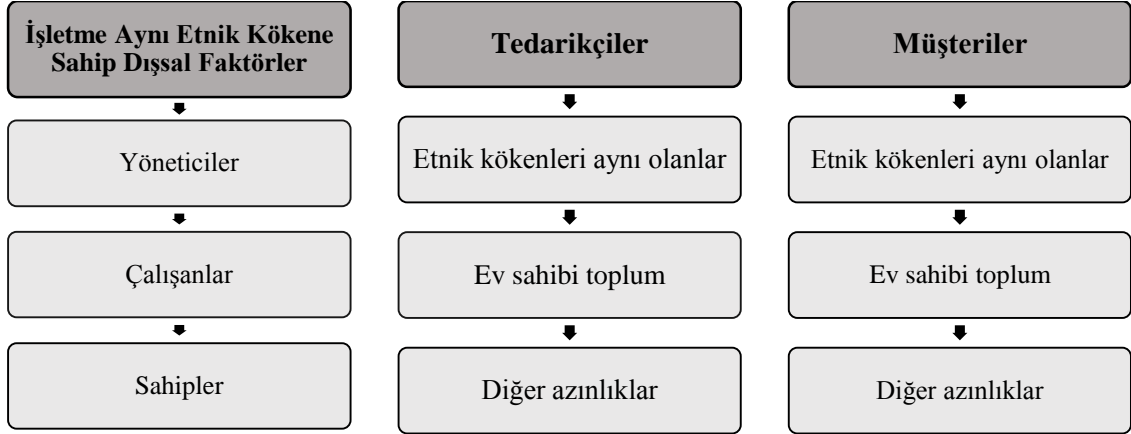 İşletme Aynı Etnik Kökene
Sahip Dışsal Faktörler
Yöneticiler
Çalışanlar
Sahipler
Tedarikçiler
Etnik kökenleri aynı olanlar
Ev sahibi toplum
Diğer azınlıklar
Müşteriler
Etnik kökenleri aynı olanlar
Ev sahibi toplum
Diğer azınlıklar